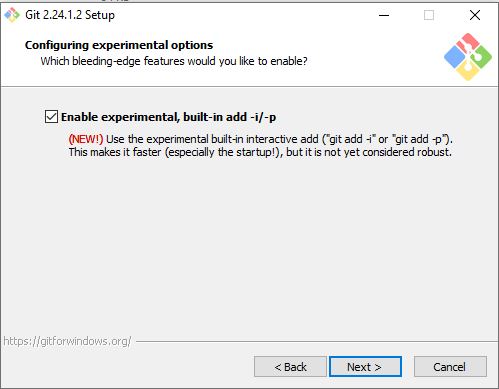 Git 2.24.1.2 Setup
Configuring experimental options
Which bleeding-edge features would you like to enable?
Enable experimental, built-in add -i/-p
(NEW!) Use the experimental built-in interactive add ("git add -i" or "git add -p").
This makes it faster (especially the startup!), but it is not yet considered robust.
https://gitforwindows.org/
< Back
Next >
Cancel